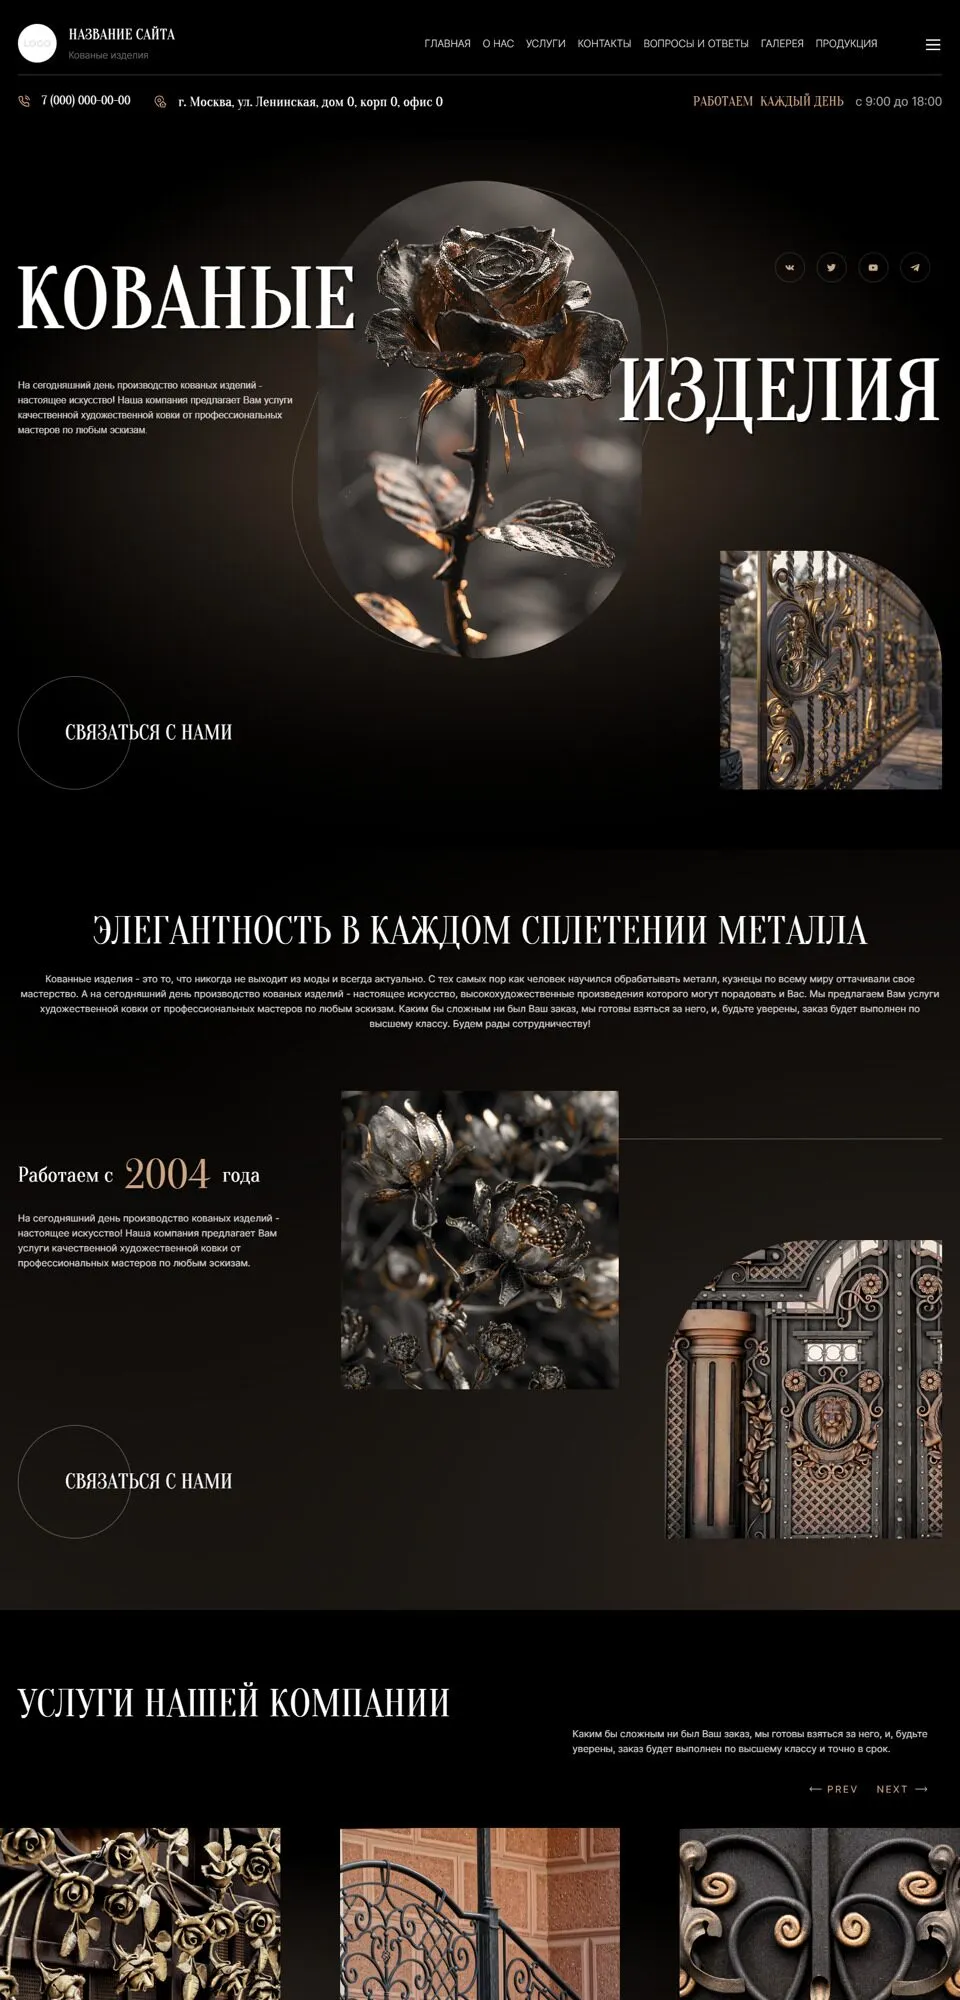 LOGO
НАЗВАНИЕ САЙТА
Кованые изделия
ГЛАВНАЯ О НАС УСЛУГИ КОНТАКТЫ ВОПРОСЫ И ОТВЕТЫ ГАЛЕРЕЯ ПРОДУКЦИЯ
7 (000) 000-00-00
г. Москва, ул. Ленинская, дом 0, корп 0, офис 0
РАБОТАЕМ КАЖДЫЙ ДЕНЬ с 9:00 до 18:00
КОВАНЫЕ
ИЗДЕЛИЯ
На сегодняшний день производство кованых изделий -
настоящее искусство! Наша компания предлагает Вам услуги
качественной художественной ковки от профессиональных
мастеров по любым эскизам.
СВЯЗАТЬСЯ С НАМИ
ЭЛЕГАНТНОСТЬ В КАЖДОМ СПЛЕТЕНИИ МЕТАЛЛА
Кованные изделия - это то, что никогда не выходит из моды и всегда актуально. С тех самых пор как человек научился обрабатывать металл, кузнецы по всему миру оттачивали свое
мастерство. А на сегодняшний день производство кованых изделий - настоящее искусство, высокохудожественные произведения которого могут порадовать и Вас. Мы предлагаем Вам услуги
художественной ковки от профессиональных мастеров по любым эскизам. Каким бы сложным ни был Ваш заказ, мы готовы взяться за него, и, будьте уверены, заказ будет выполнен по
высшему классу. Будем рады сотрудничеству!
Работаем с 2004 года
На сегодняшний день производство кованых изделий -
настоящее искусство! Наша компания предлагает Вам
услуги качественной художественной ковки от
профессиональных мастеров по любым эскизам.
СВЯЗАТЬСЯ С НАМИ
УСЛУГИ НАШЕЙ КОМПАНИИ
Каким бы сложным ни был Ваш заказ, мы готовы взяться за него, и, будьте
уверены, заказ будет выполнен по высшему классу и точно в срок.
PREV NEXT